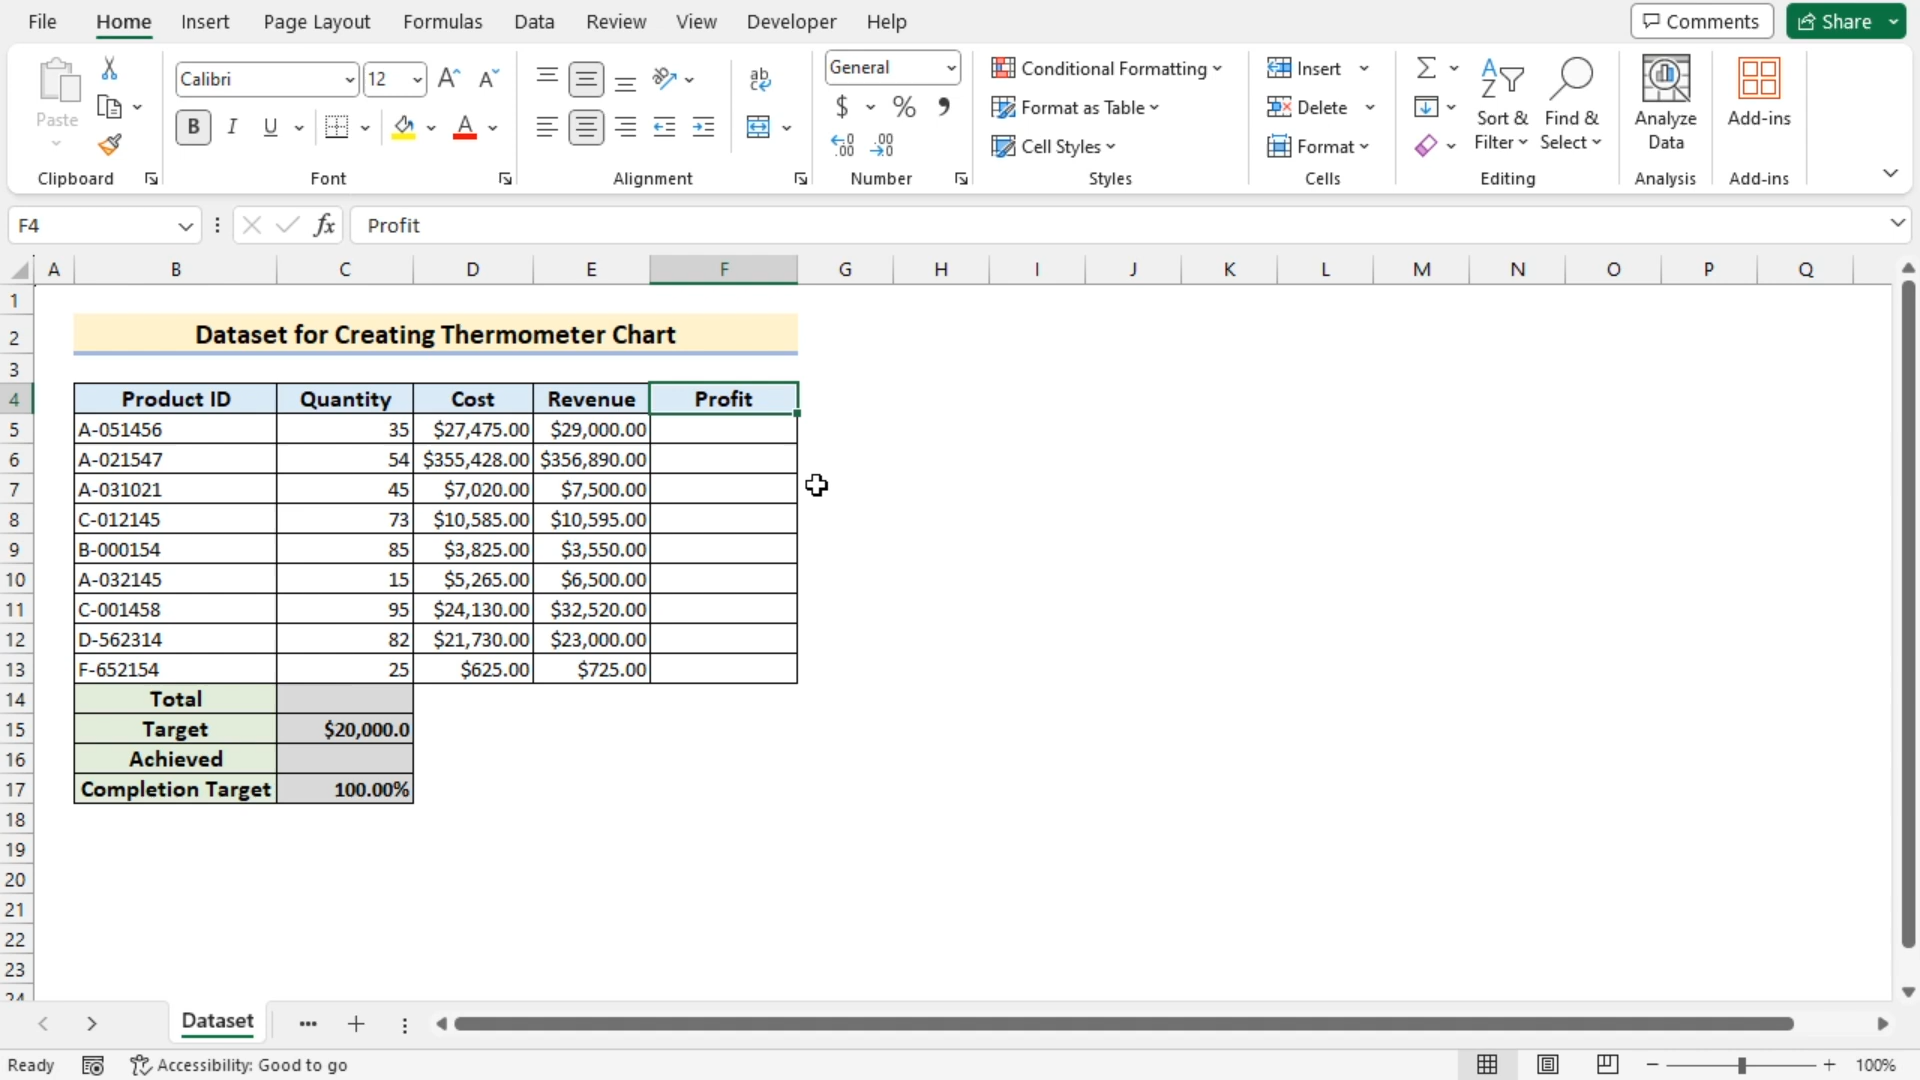 File Home Insert Page Layout Formulas Data Review View Developer Help Comments Share
Paste Calibri 12 General Conditional Formatting Insert
Format as Table Delete Sort & Filter Find & Select Analyze Data Add-ins
Cell Styles Format
Clipboard Font Alignment Number Styles Cells Editing Analysis Add-ins
F4 fx Profit
A B C D E F G H I J K L M N O P Q
1
2 Dataset for Creating Thermometer Chart
3
4 Product ID Quantity Cost Revenue Profit
5 A-051456 35 $27,475.00 $29,000.00
6 A-021547 54 $355,428.00 $356,890.00
7 A-031021 45 $7,020.00 $7,500.00
8 C-012145 73 $10,585.00 $10,595.00
9 B-000154 85 $3,825.00 $3,550.00
10 A-032145 15 $5,265.00 $6,500.00
11 C-001458 95 $24,130.00 $32,520.00
12 D-562314 82 $21,730.00 $23,000.00
13 F-652154 25 $625.00 $725.00
14 Total
15 Target $20,000.0
16 Achieved
17 Completion Target 100.00%
18
19
20
21
22
23
24
Dataset
Ready Accessibility: Good to go 100%